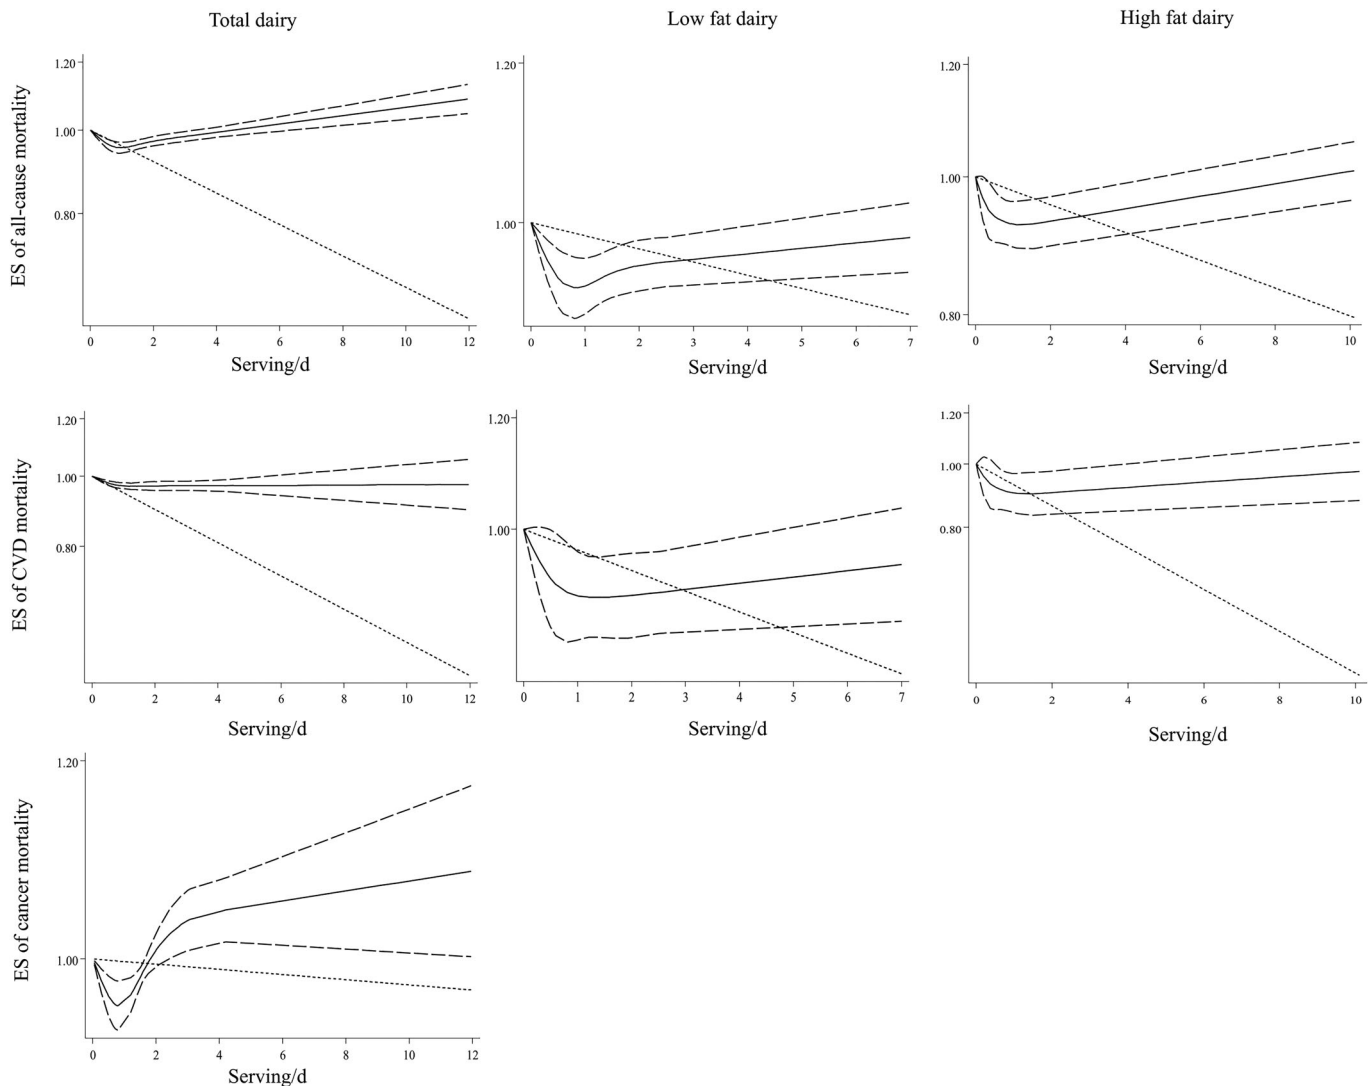 Total dairy
Low fat dairy
High fat dairy
ES of all-cause mortality
1.20
1.00
0.80
0 2 4 6 8 10 12
Serving/d
1.20
1.00
0 1 2 3 4 5 6 7
Serving/d
1.20
1.00
0.80
0 2 4 6 8 10
Serving/d
ES of CVD mortality
1.20
1.00
0.80
0 2 4 6 8 10 12
Serving/d
1.20
1.00
0 1 2 3 4 5 6 7
Serving/d
1.20
1.00
0.80
0 2 4 6 8 10
Serving/d
ES of cancer mortality
1.20
1.00
0 2 4 6 8 10 12
Serving/d